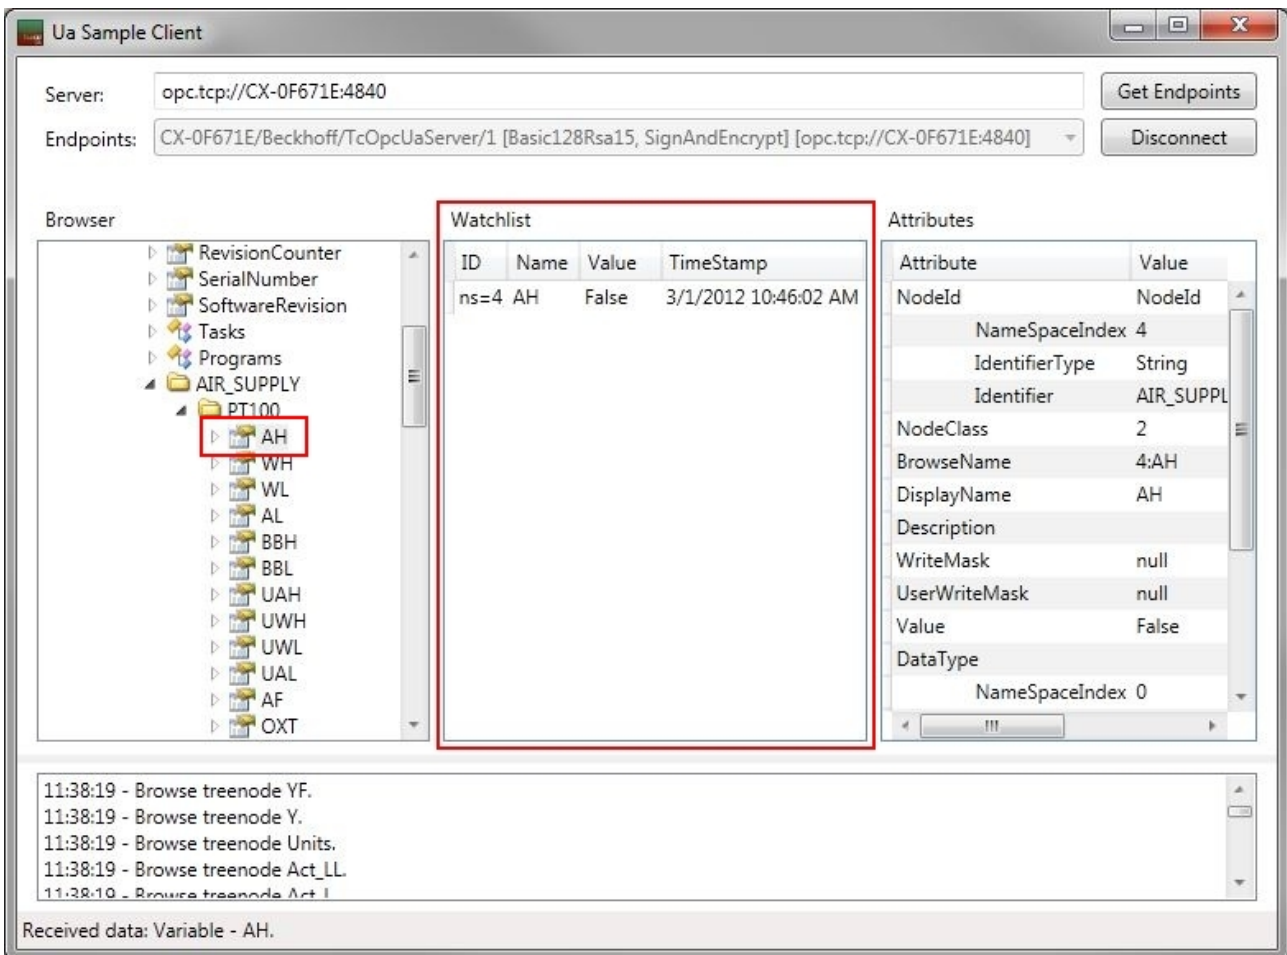 Ua Sample Client
Server: opc.tcp://CX-0F671E:4840 Get Endpoints
Endpoints: CX-0F671E/Beckhoff/TcOpcUaServer/1 [Basic128Rsa15, SignAndEncrypt] [opc.tcp://CX-0F671E:4840] Disconnect
Browser
RevisionCounter
SerialNumber
SoftwareRevision
Tasks
Programs
AIR_SUPPLY
PT100
AH
WH
WL
AL
BBH
BBL
UAH
UWH
UWL
UAL
AF
OXT
Watchlist
ID Name Value TimeStamp
ns=4 AH False 3/1/2012 10:46:02 AM
Attributes
Attribute Value
NodeId NodeId
NameSpaceIndex 4
IdentifierType String
Identifier AIR_SUPPL
NodeClass 2
BrowseName 4:AH
DisplayName AH
Description
WriteMask null
UserWriteMask null
Value False
DataType
NameSpaceIndex 0
11:38:19 - Browse treenode YF.
11:38:19 - Browse treenode Y.
11:38:19 - Browse treenode Units.
11:38:19 - Browse treenode Act_LL.
11:38:19 - Browse treenode Act_L
Received data: Variable - AH.